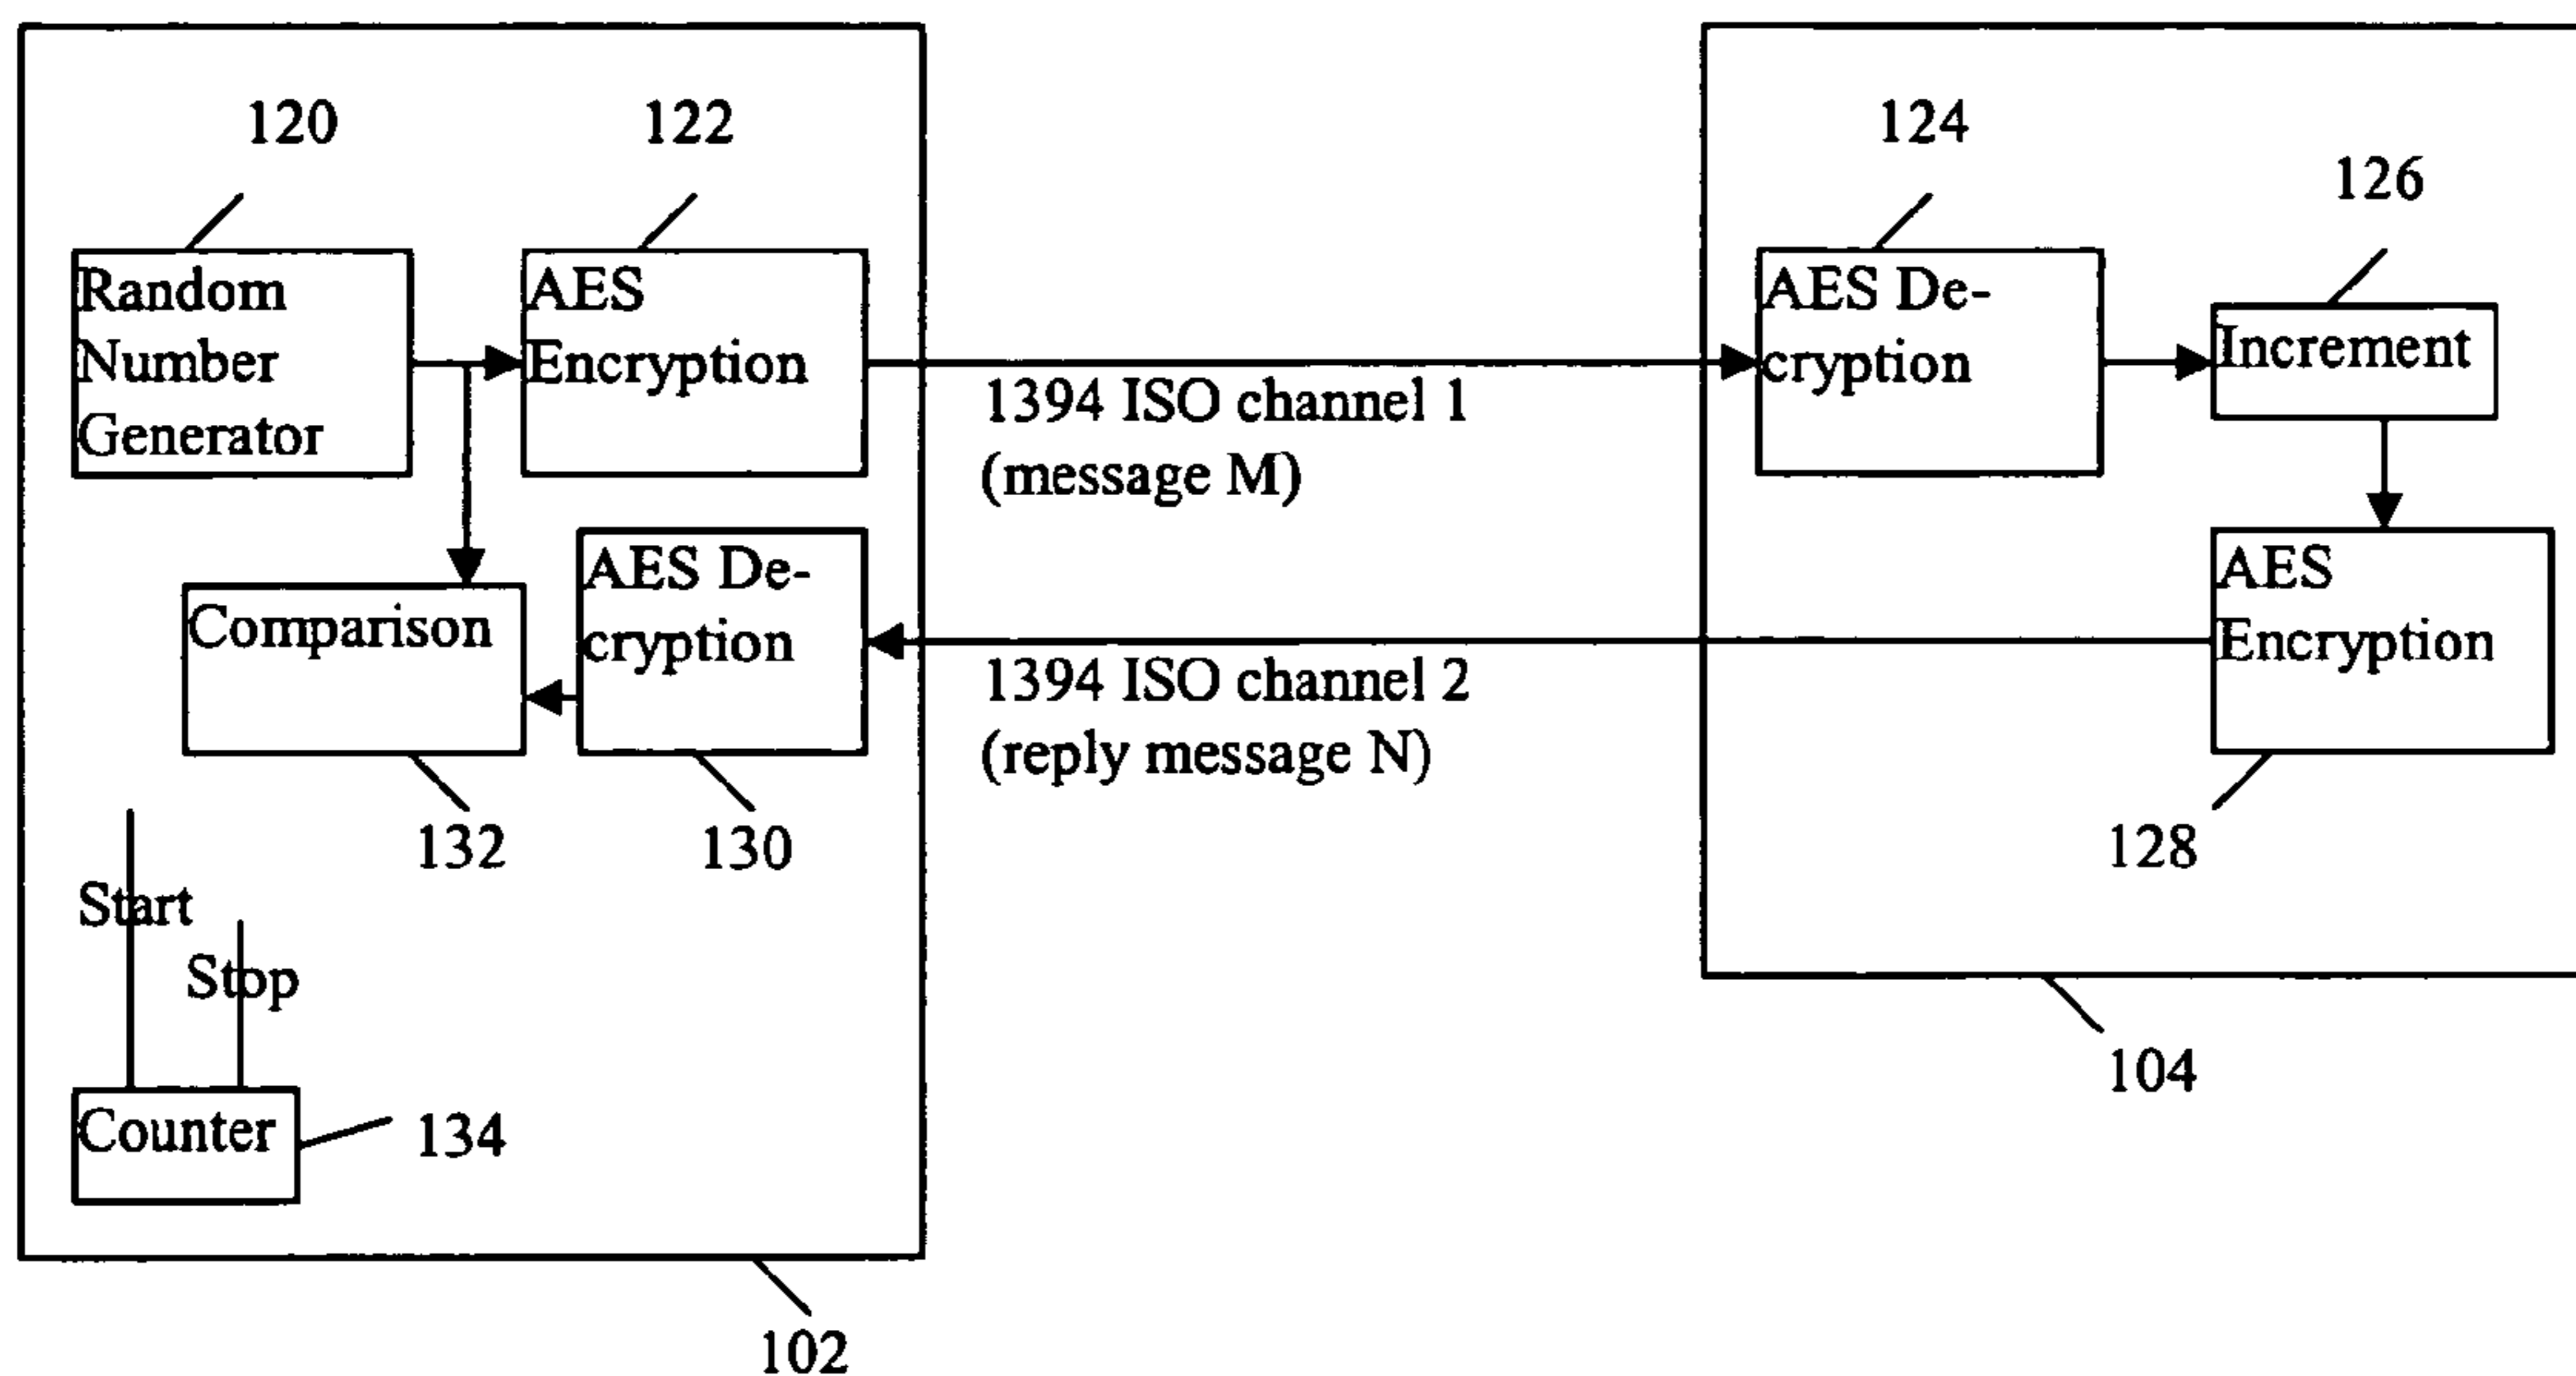 120
122
124
126
Random
Number
Generator
AES
Encryption
1394 ISO channel 1
(message M)
AES De-
cryption
Increment
Comparison
AES De-
cryption
1394 ISO channel 2
(reply message N)
AES
Encryption
132
130
128
Start
Stop
Counter
134
104
102